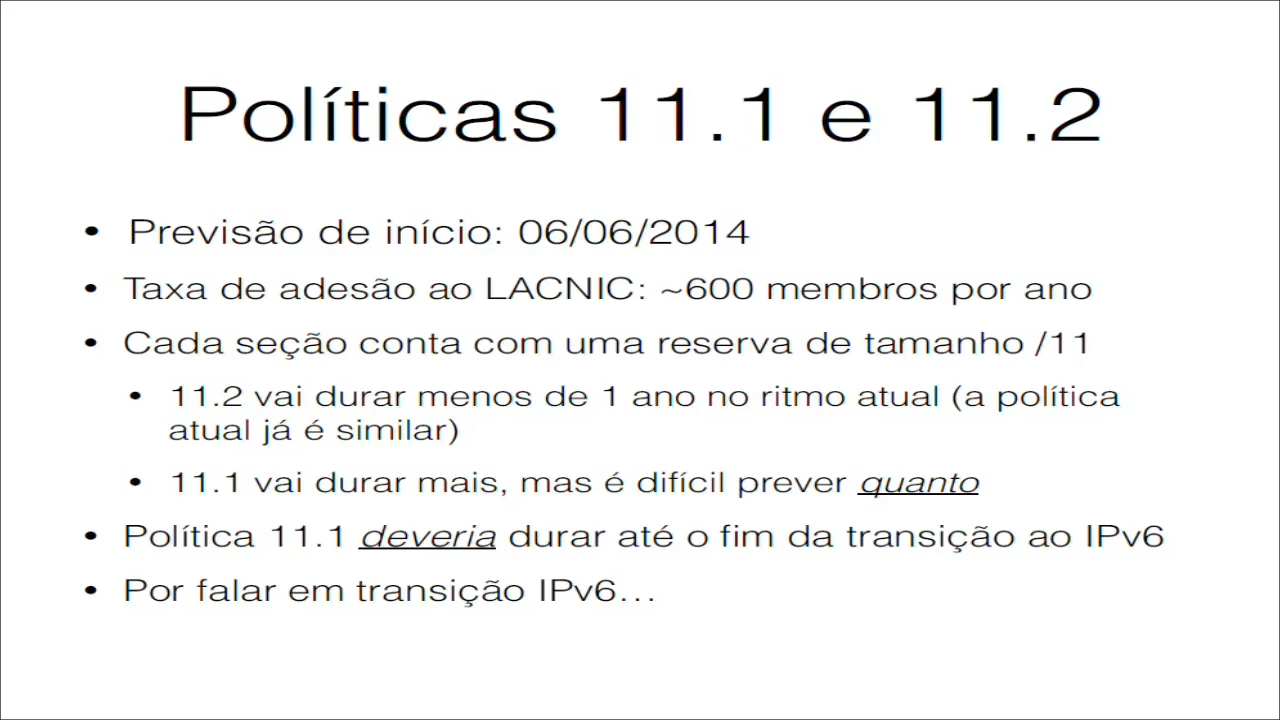 Políticas 11.1 e 11.2
• Previsão de início: 06/06/2014
• Taxa de adesão ao LACNIC: ~600 membros por ano
• Cada seção conta com uma reserva de tamanho /11
• 11.2 vai durar menos de 1 ano no ritmo atual (a política
atual já é similar)
• 11.1 vai durar mais, mas é difícil prever quanto
• Política 11.1 deveria durar até o fim da transição ao IPv6
• Por falar em transição IPv6…